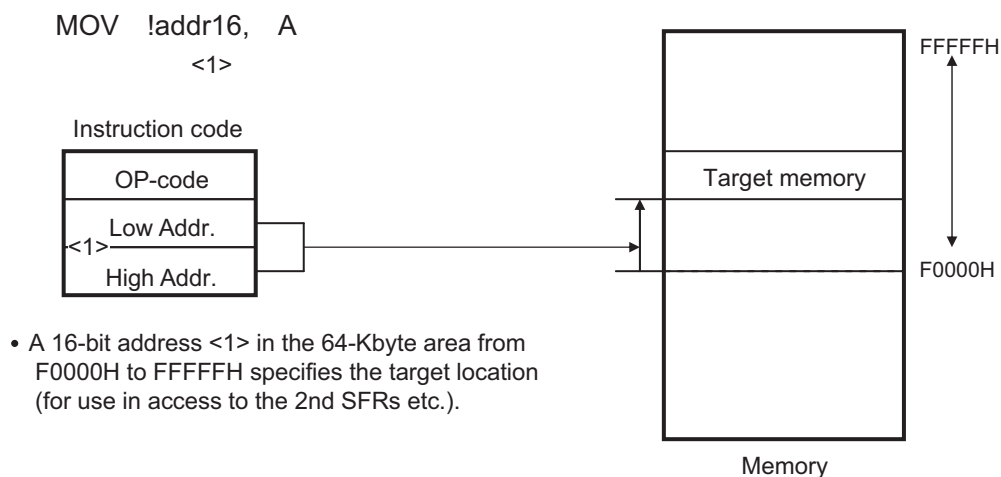 MOV !addr16, A
<1>
Instruction code
OP-code
Low Addr.
<1>
High Addr.
FFFFFH
Target memory
F0000H
• A 16-bit address <1> in the 64-Kbyte area from
F0000H to FFFFFH specifies the target location
(for use in access to the 2nd SFRs etc.).
Memory